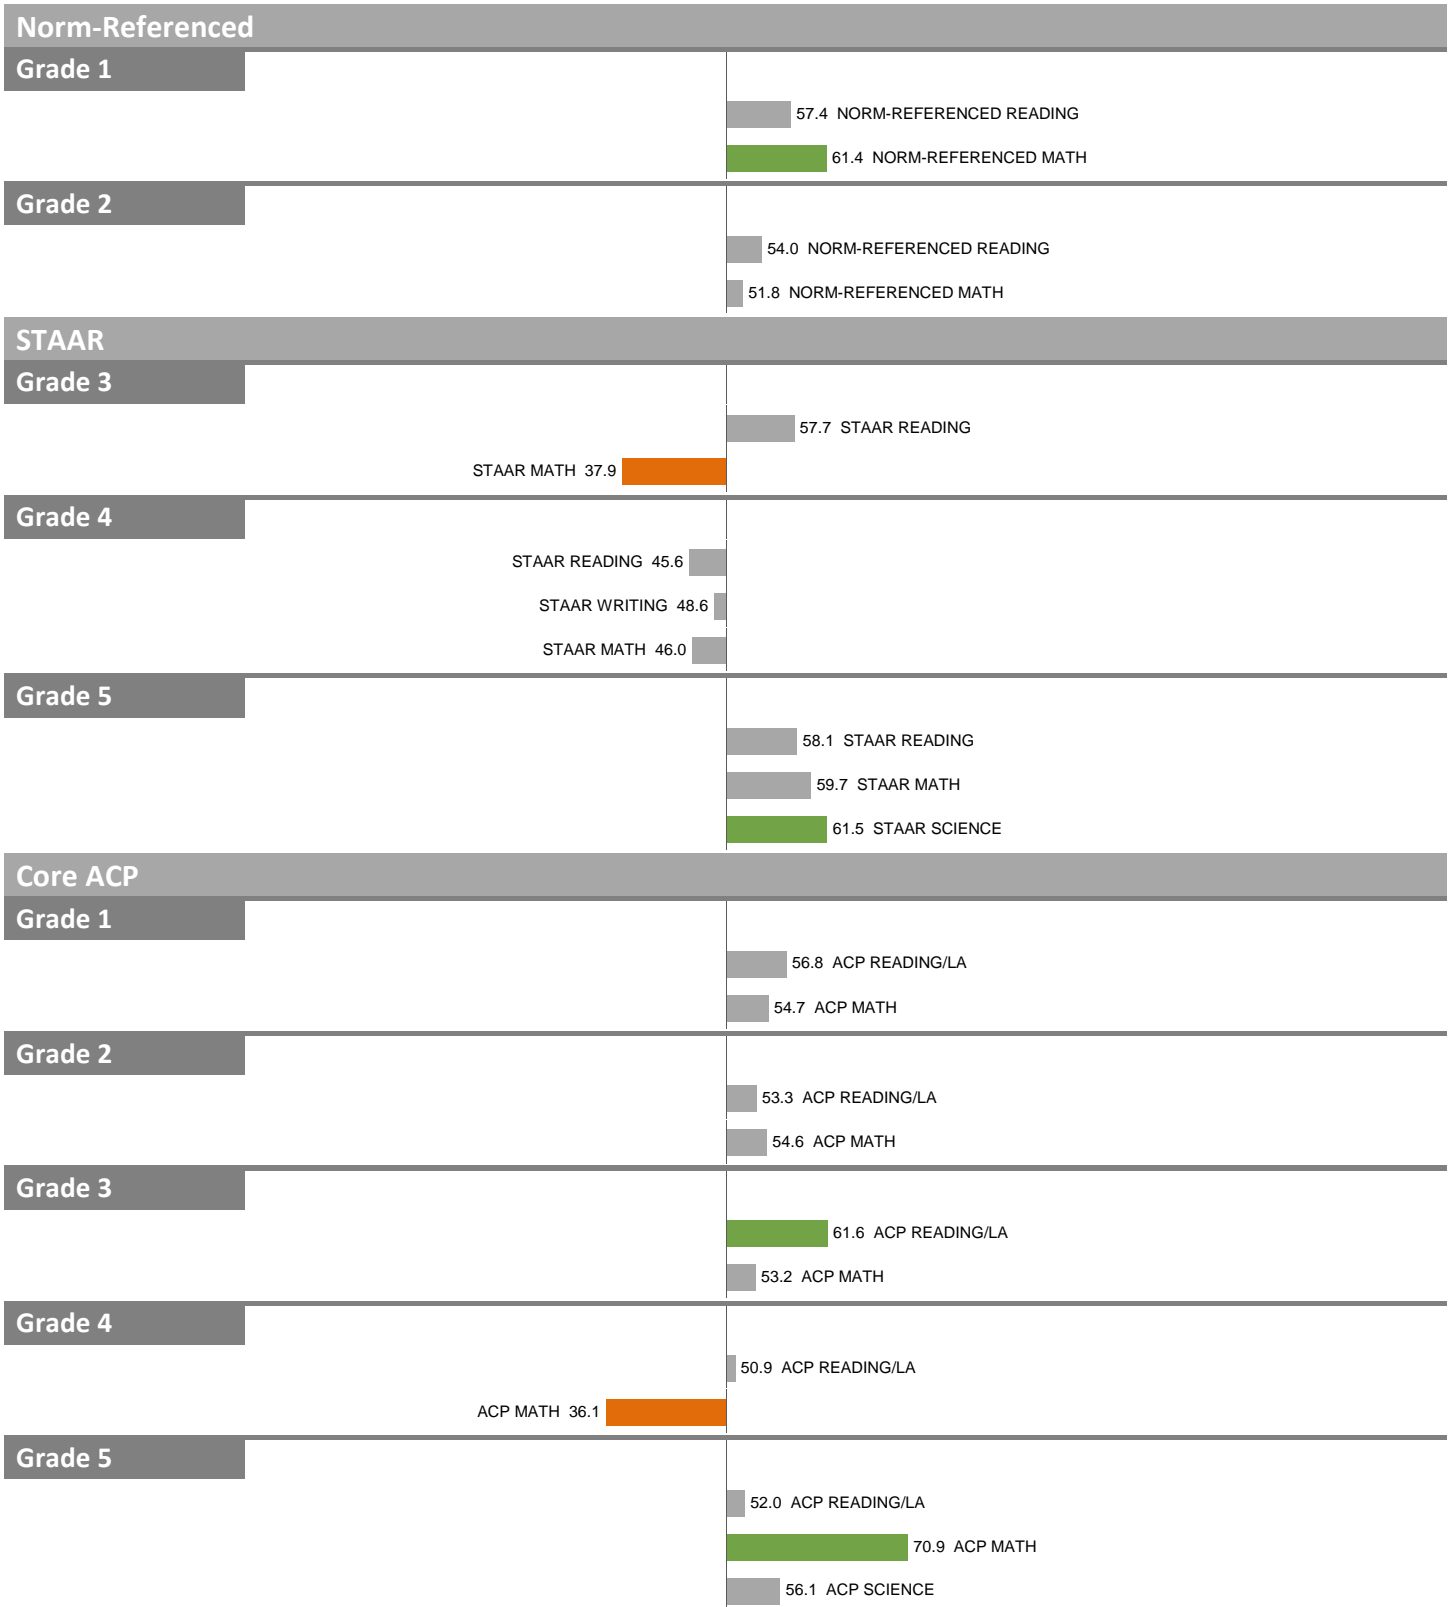 Norm-Referenced
Grade 1
57.4 NORM-REFERENCED READING
61.4 NORM-REFERENCED MATH
Grade 2
54.0 NORM-REFERENCED READING
51.8 NORM-REFERENCED MATH
STAAR
Grade 3
57.7 STAAR READING
STAAR MATH 37.9
Grade 4
STAAR READING 45.6
STAAR WRITING 48.6
STAAR MATH 46.0
Grade 5
58.1 STAAR READING
59.7 STAAR MATH
61.5 STAAR SCIENCE
Core ACP
Grade 1
56.8 ACP READING/LA
54.7 ACP MATH
Grade 2
53.3 ACP READING/LA
54.6 ACP MATH
Grade 3
61.6 ACP READING/LA
53.2 ACP MATH
Grade 4
50.9 ACP READING/LA
ACP MATH 36.1
Grade 5
52.0 ACP READING/LA
70.9 ACP MATH
56.1 ACP SCIENCE